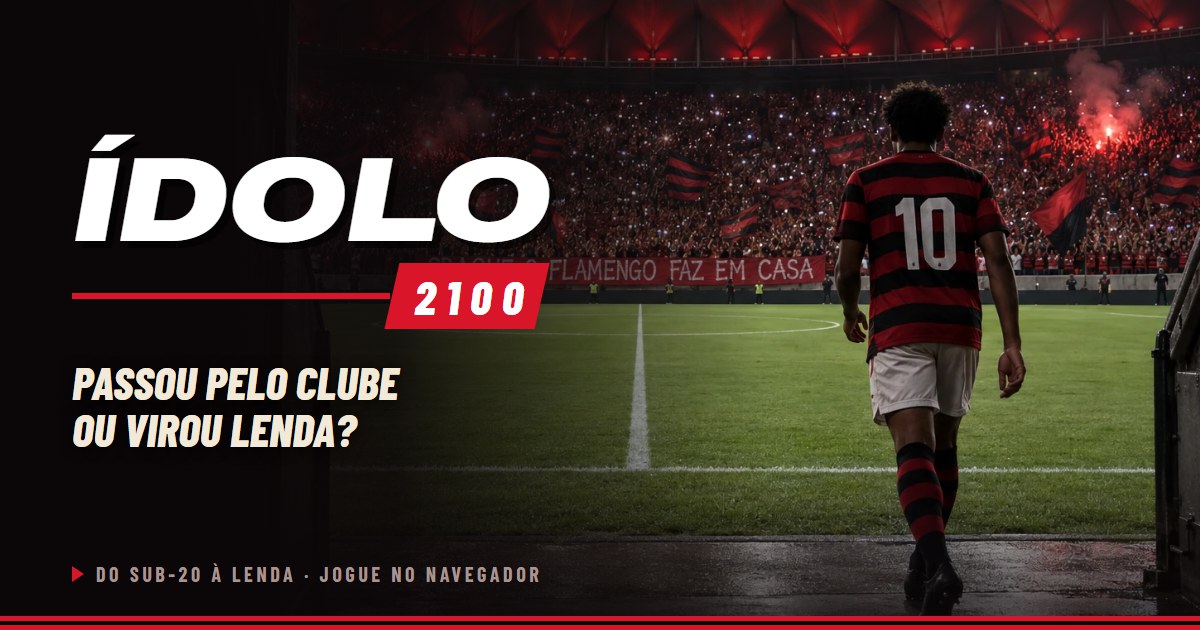 ÍDOLO
2100
PASSOU PELO CLUBE
OU VIROU LENDA?
DO SUB-20 À LENDA · JOGUE NO NAVEGADOR
FLAMENGO FAZ EM CASA
10